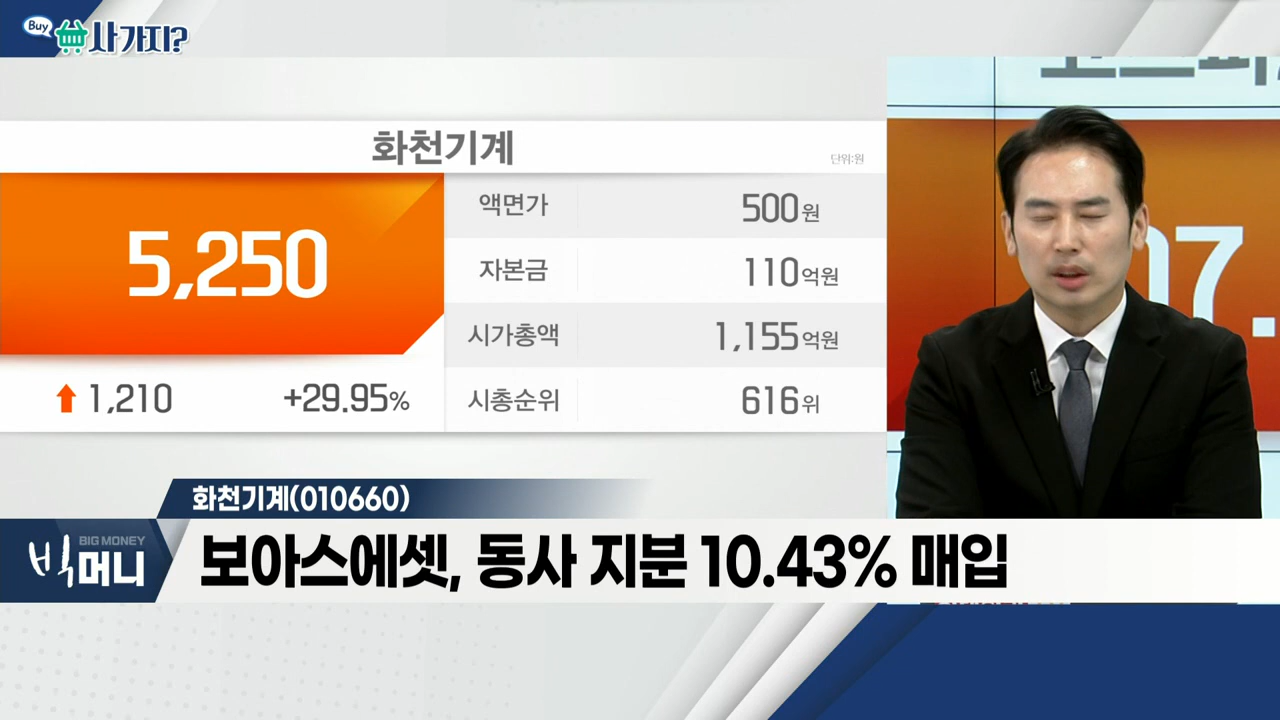 Buy
사가지?
화천기계
단위:원
5,250
1,210
+29.95%
액면가 500원
자본금 110억원
시가총액 1,155억원
시총순위 616위
07.
화천기계(010660)
BIG MONEY
빅머니
보아스에셋, 동사 지분 10.43% 매입